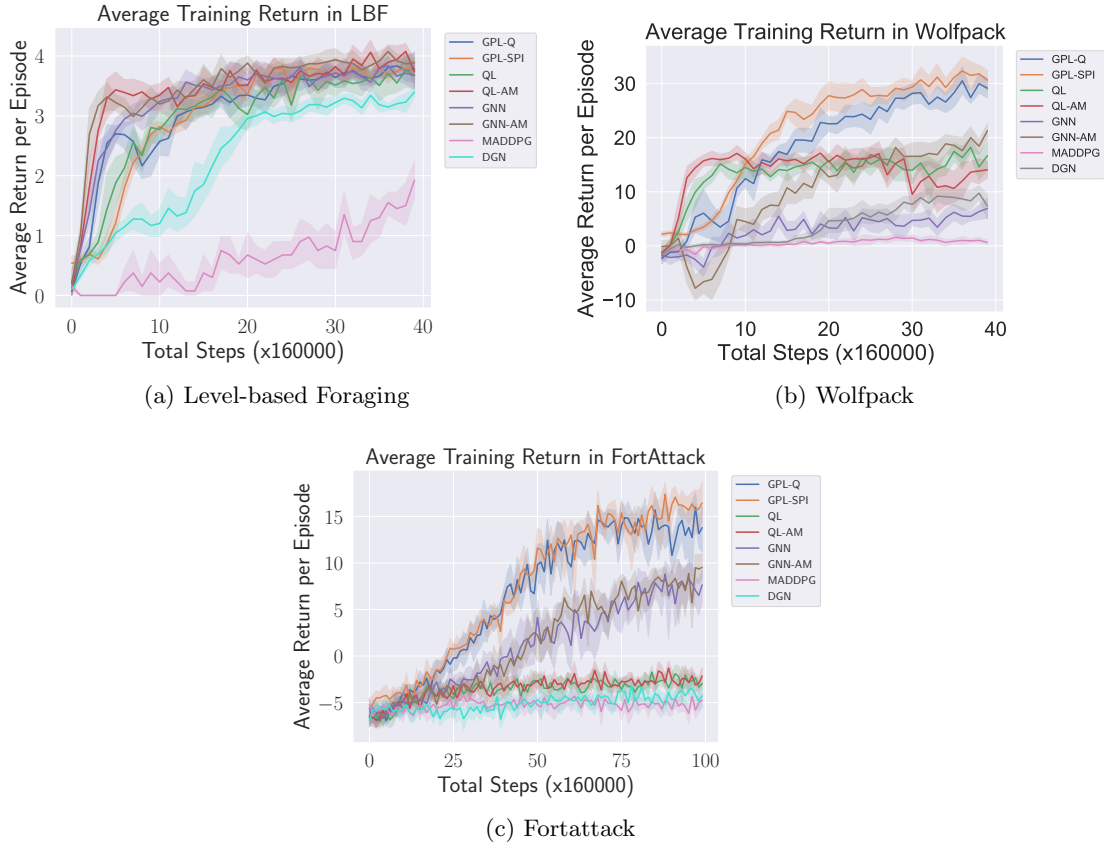 Average Training Return in LBF
Average Return per Episode
4
3
2
1
0
0 10 20 30 40
Total Steps (x160000)
GPL-Q
GPL-SPI
QL
QL-AM
GNN
GNN-AM
MADDPG
DGN
(a) Level-based Foraging
Average Training Return in Wolfpack
Average Return per Episode
30
20
10
0
−10
0 10 20 30 40
Total Steps (x160000)
GPL-Q
GPL-SPI
QL
QL-AM
GNN
GNN-AM
MADDPG
DGN
(b) Wolfpack
Average Training Return in FortAttack
Average Return per Episode
15
10
5
0
−5
0 25 50 75 100
Total Steps (x160000)
GPL-Q
GPL-SPI
QL
QL-AM
GNN
GNN-AM
MADDPG
DGN
(c) Fortattack